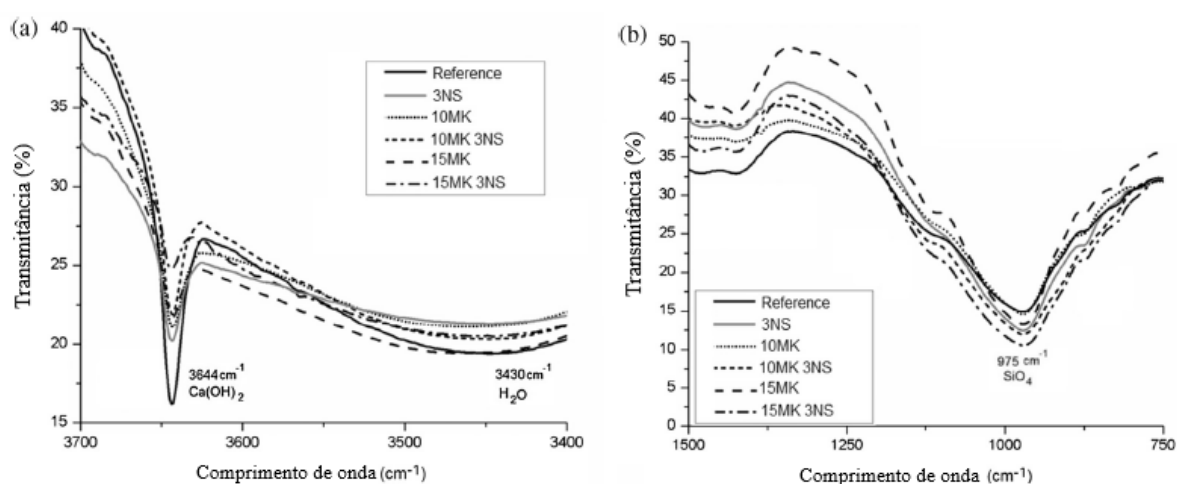 (a)
40
35
30
25
20
15
Transmitância (%)
Reference
3NS
10MK
10MK 3NS
15MK
15MK 3NS
3644cm⁻¹
Ca(OH)₂
3430cm⁻¹
H₂O
3700
3600
3500
3400
Comprimento de onda (cm⁻¹)
(b)
50
45
40
35
30
25
20
15
10
5
0
Transmitância (%)
Reference
3NS
10MK
10MK 3NS
15MK
15MK 3NS
975 cm⁻¹
SiO₄
1500
1250
1000
750
Comprimento de onda (cm⁻¹)